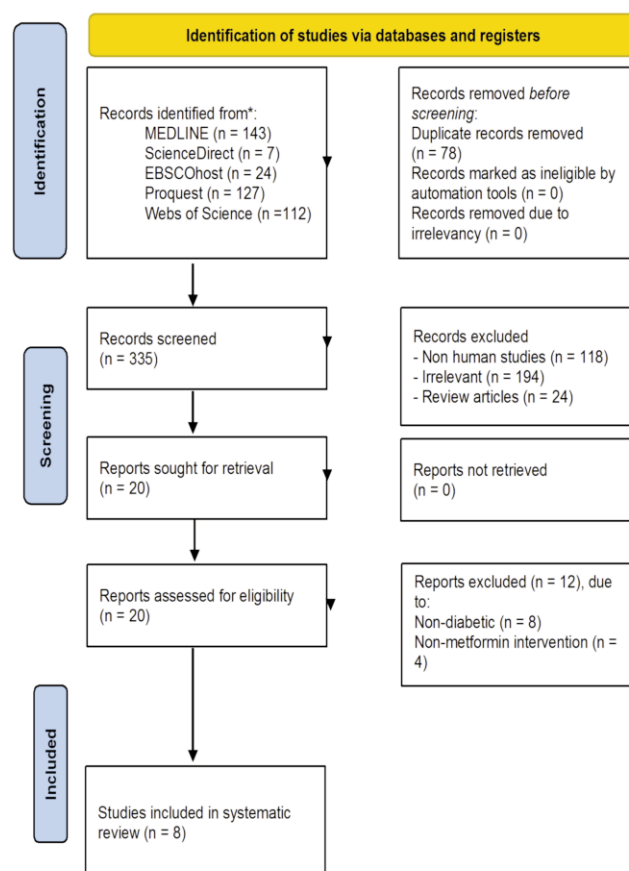 Identification of studies via databases and registers
Identification
Records identified from*:
MEDLINE (n = 143)
ScienceDirect (n = 7)
EBSCOhost (n = 24)
Proquest (n = 127)
Webs of Science (n =112)
Records removed before
screening:
Duplicate records removed
(n = 78)
Records marked as ineligible by
automation tools (n = 0)
Records removed due to
irrelevancy (n = 0)
Screening
Records screened
(n = 335)
Records excluded
- Non human studies (n = 118)
- Irrelevant (n = 194)
- Review articles (n = 24)
Reports sought for retrieval
(n = 20)
Reports not retrieved
(n = 0)
Reports assessed for eligibility
(n = 20)
Reports excluded (n = 12), due
to:
Non-diabetic (n = 8)
Non-metformin intervention (n =
4)
Included
Studies included in systematic
review (n = 8)